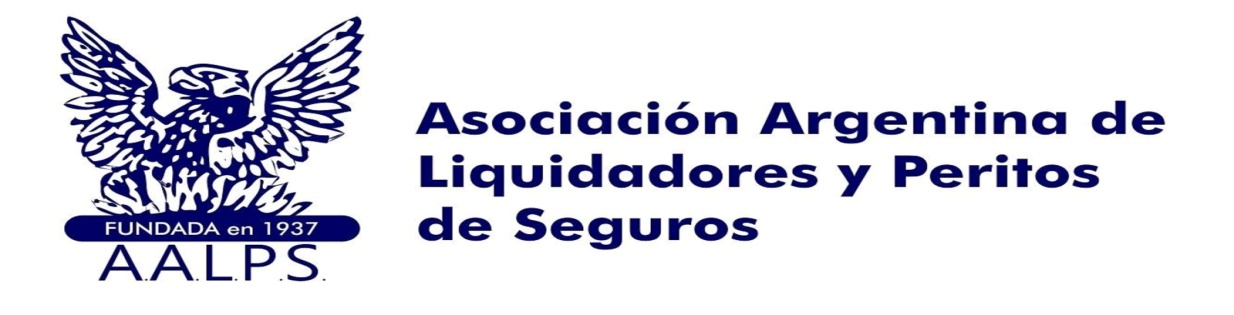 FUNDADA en 1937
A.A.L.P.S.
Asociación Argentina de
Liquidadores y Peritos
de Seguros